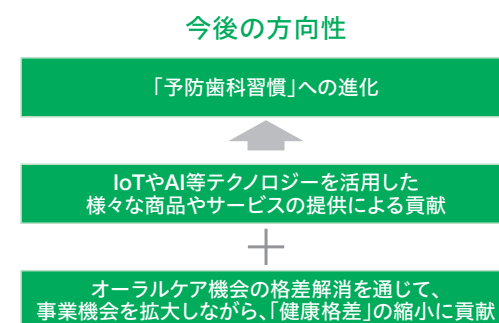 今後の方向性
「予防歯科習慣」への進化
IoTやAI等テクノロジーを活用した
様々な商品やサービスの提供による貢献
＋
オーラルケア機会の格差解消を通じて、
事業機会を拡大しながら、「健康格差」の縮小に貢献